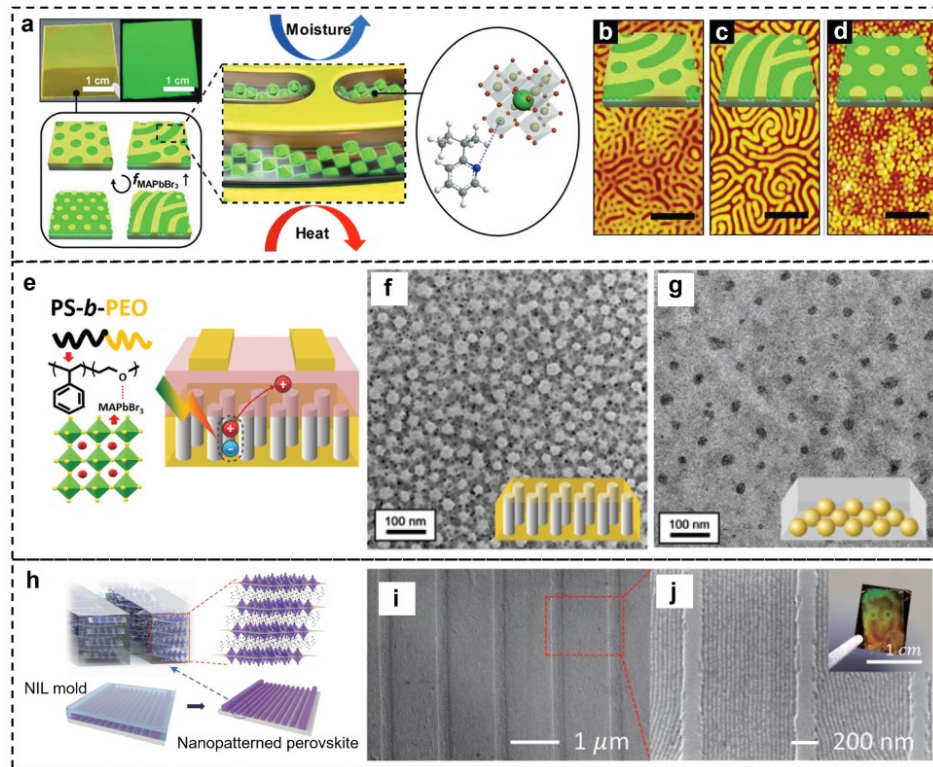 a
1 cm
1 cm
fMAPbBr3
Moisture
Heat
b
c
d
e
PS-b-PEO
O
MAPbBr3
+
+
−
f
100 nm
g
100 nm
h
NIL mold
Nanopatterned perovskite
i
1 μm
j
1 cm
200 nm